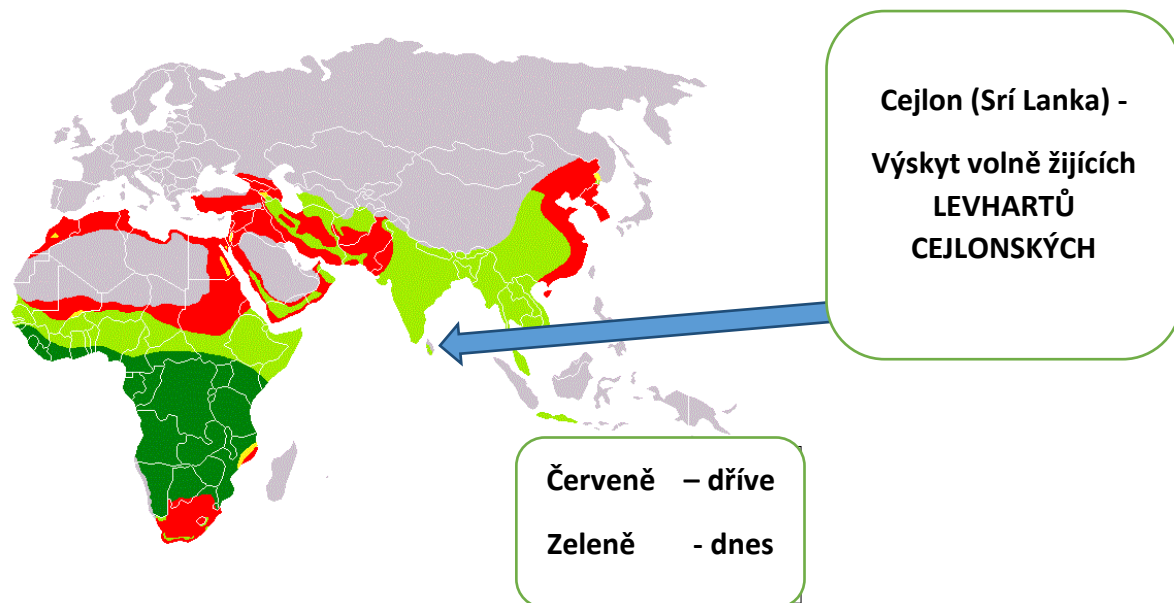 Cejlon (Srí Lanka) -
Výskyt volně žijících
LEVHARTŮ
CEJLONSKÝCH
Červeně – dříve
Zeleně - dnes